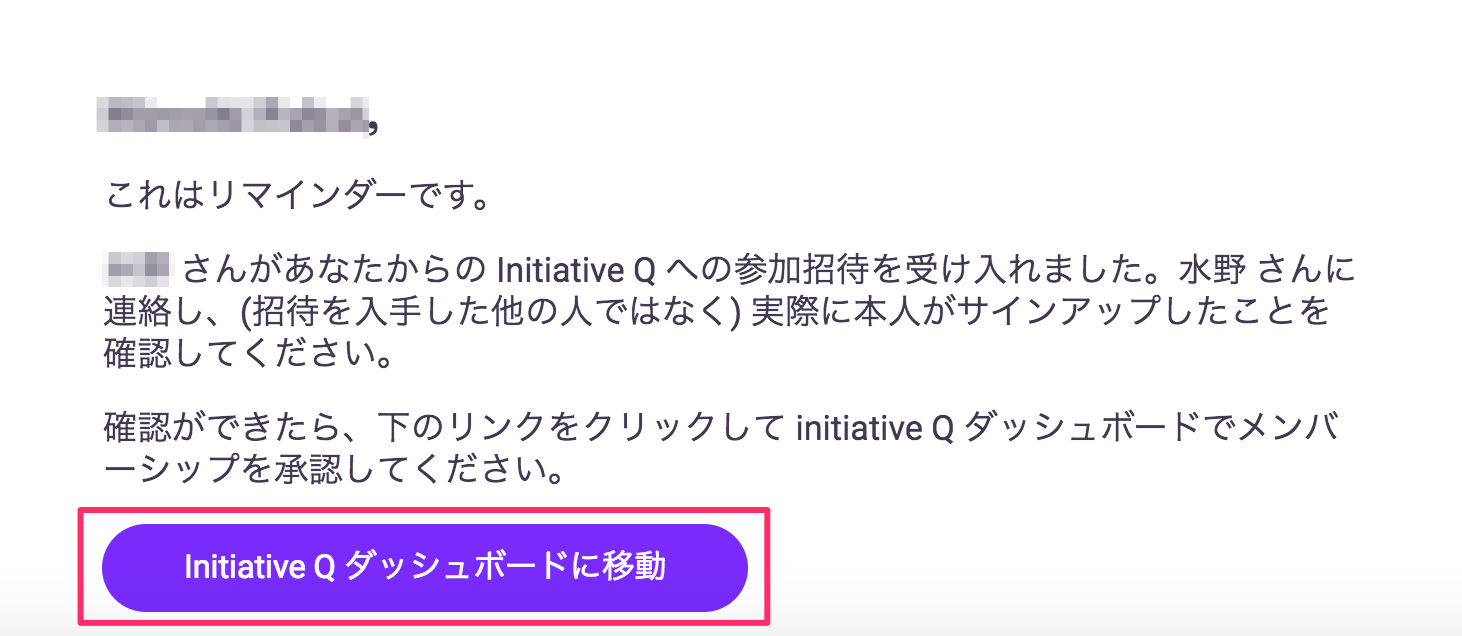 ,
これはリマインダーです。
さんがあなたからの Initiative Q への参加招待を受け入れました。水野 さんに
連絡し、(招待を入手した他の人ではなく) 実際に本人がサインアップしたことを
確認してください。
確認ができたら、下のリンクをクリックして initiative Q ダッシュボードでメンバ
ーシップを承認してください。
Initiative Q ダッシュボードに移動